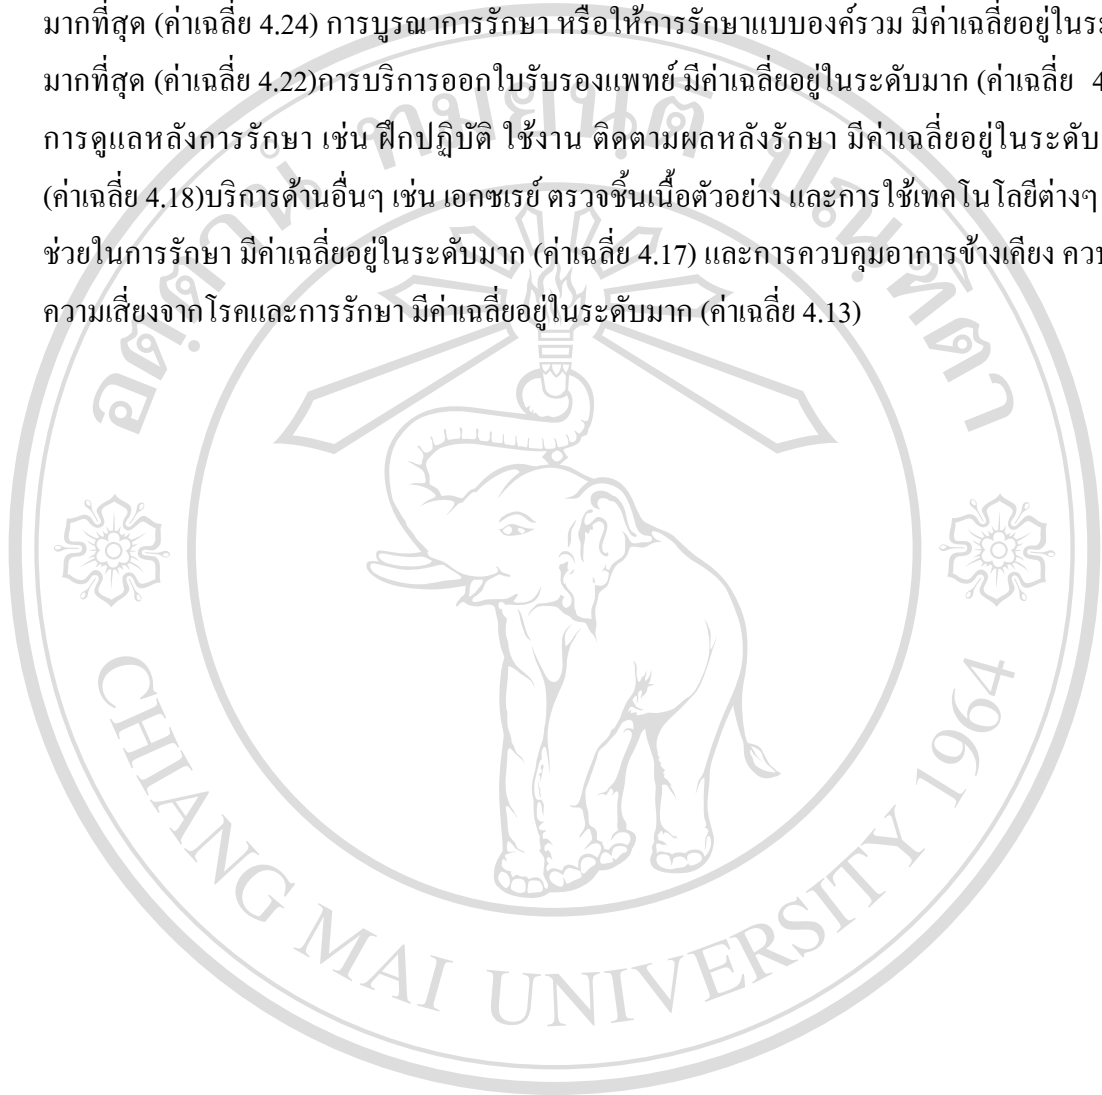 มากที่สุด (ค่าเฉลี่ย 4.24) การบูรณาการรักษา หรือให้การรักษาแบบองค์รวม มีค่าเฉลี่ยอยู่ใน
มากที่สุด (ค่าเฉลี่ย 4.22)การบริการออกใบรับรองแพทย์ มีค่าเฉลี่ยอยู่ในระดับมาก (ค่าเฉลี่ย
การดูแลหลังการรักษา เช่น ฝึกปฏิบัติ ใช้งาน ติดตามผลหลังรักษา มีค่าเฉลี่ยอยู่ในระดับ
(ค่าเฉลี่ย 4.18)บริการด้านอื่นๆ เช่น เอกซเรย์ ตรวจชิ้นเนื้อตัวอย่าง และการใช้เทคโนโลยีต่างๆ
ช่วยในการรักษา มีค่าเฉลี่ยอยู่ในระดับมาก (ค่าเฉลี่ย 4.17) และการควบคุมอาการข้างเคียง
ความเสี่ยงจากโรคและการรักษา มีค่าเฉลี่ยอยู่ในระดับมาก (ค่าเฉลี่ย 4.13)
อตฺตานํ ทมยนฺติ ปณฺฑิตา
CHIANG MAI UNIVERSITY 1964